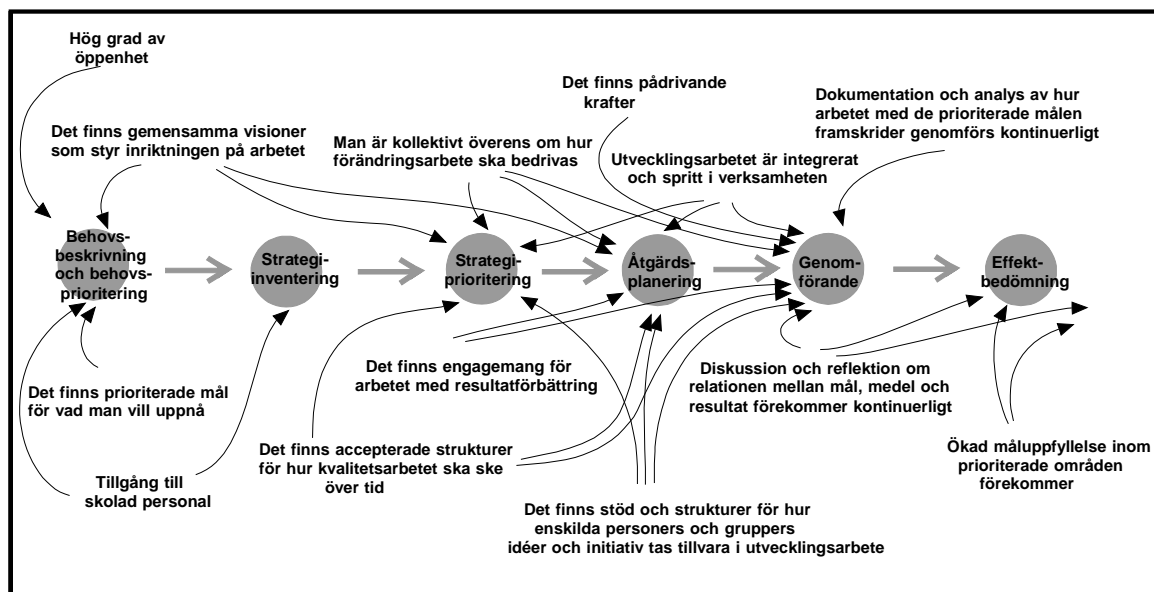 Hög grad av
öppenhet
Det finns gemensamma visioner
som styr inriktningen på arbetet
Man är kollektivt överens om hur
förändringsarbete ska bedrivas
Det finns pådrivande
krafter
Utvecklingsarbetet är integrerat
och spritt i verksamheten
Dokumentation och analys av hur
arbetet med de prioriterade målen
framskrider genomförs kontinuerligt
Behovs-
beskrivning
och behovs-
prioritering
Strategi-
inventering
Strategi-
prioritering
Åtgärds-
planering
Genom-
förande
Effekt-
bedömning
Det finns prioriterade mål
för vad man vill uppnå
Tillgång till
skolad personal
Det finns accepterade strukturer
för hur kvalitetsarbetet ska ske
över tid
Det finns engagemang för
arbetet med resultatförbättring
Det finns stöd och strukturer för hur
enskilda personers och gruppers
idéer och initiativ tas tillvara i utvecklingsarbete
Diskussion och reflektion om
relationen mellan mål, medel och
resultat förekommer kontinuerligt
Ökad måluppfyllelse inom
prioriterade områden
förekommer